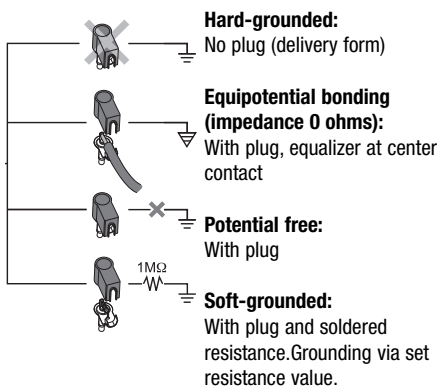 Hard-grounded:
No plug (delivery form)
Equipotential bonding
(impedance 0 ohms):
With plug, equalizer at center
contact
Potential free:
With plug
1MΩ
Soft-grounded:
With plug and soldered
resistance.Grounding via set
resistance value.